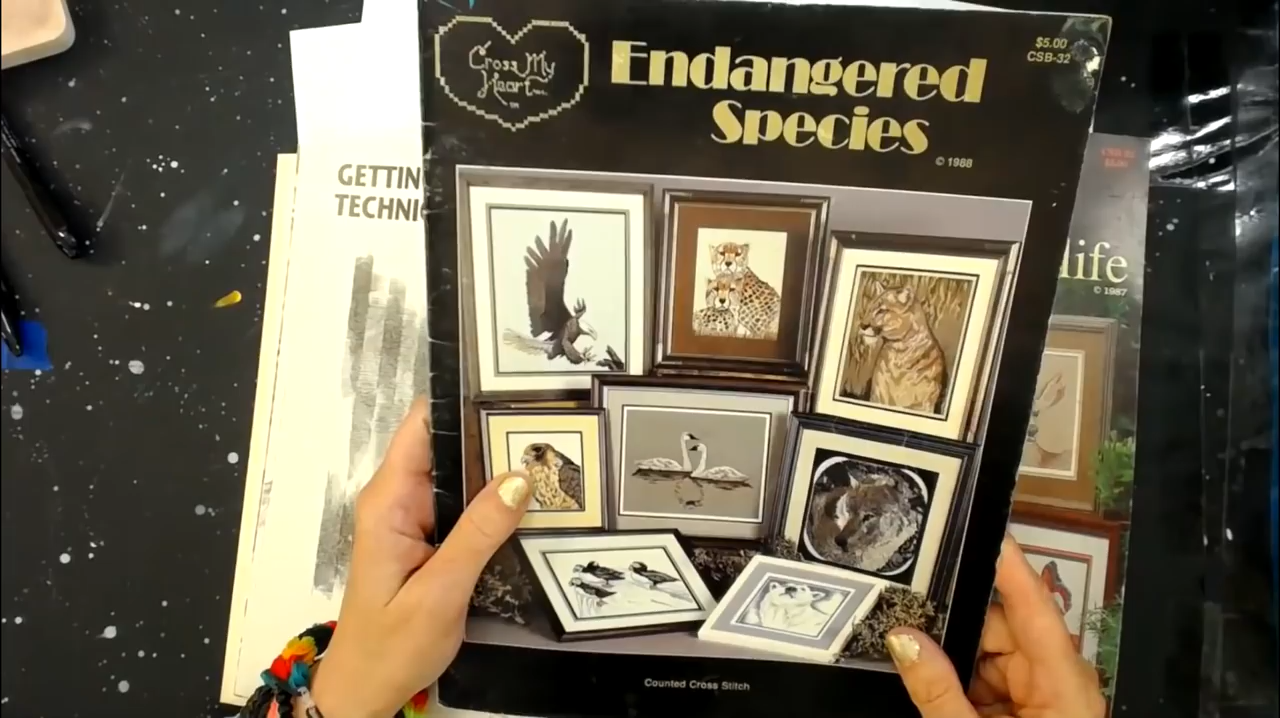 Cross My
Heart
Endangered
Species
$5.00
CSB-32
© 1988
GETTIN
TECHNI
life
© 1987
Counted Cross Stitch